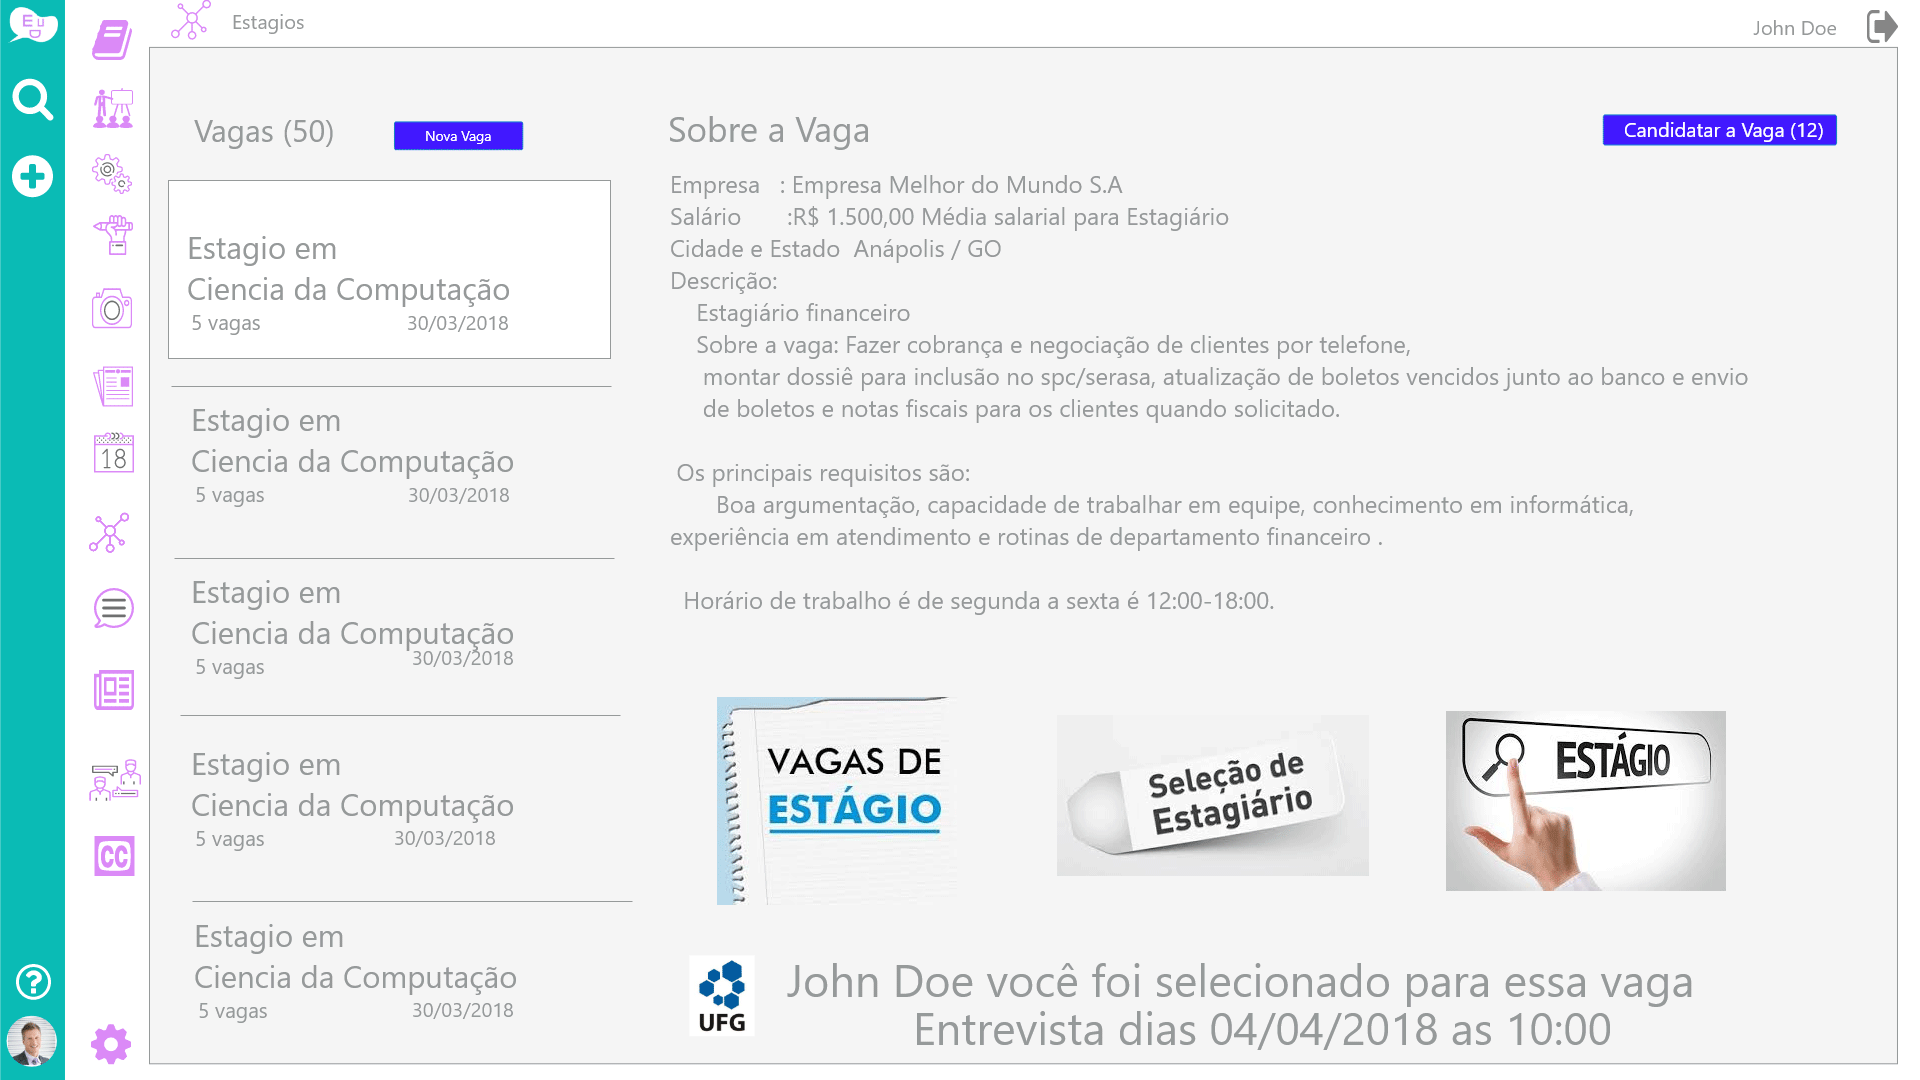 EUD
Estagios
John Doe
Vagas (50)
Nova Vaga
Estagio em
Ciencia da Computação
5 vagas 30/03/2018
Estagio em
Ciencia da Computação
5 vagas 30/03/2018
Estagio em
Ciencia da Computação
5 vagas 30/03/2018
Estagio em
Ciencia da Computação
5 vagas 30/03/2018
Estagio em
Ciencia da Computação
5 vagas 30/03/2018
18
CC
Sobre a Vaga
Candidatar a Vaga (12)
Empresa : Empresa Melhor do Mundo S.A
Salário :R$ 1.500,00 Média salarial para Estagiário
Cidade e Estado Anápolis / GO
Descrição:
Estagiário financeiro
Sobre a vaga: Fazer cobrança e negociação de clientes por telefone,
montar dossiê para inclusão no spc/serasa, atualização de boletos vencidos junto ao banco e envio
de boletos e notas fiscais para os clientes quando solicitado.
Os principais requisitos são:
Boa argumentação, capacidade de trabalhar em equipe, conhecimento em informática,
experiência em atendimento e rotinas de departamento financeiro .
Horário de trabalho é de segunda a sexta é 12:00-18:00.
VAGAS DE
ESTÁGIO
Seleção de
Estagiário
ESTÁGIO
UFG
John Doe você foi selecionado para essa vaga
Entrevista dias 04/04/2018 as 10:00